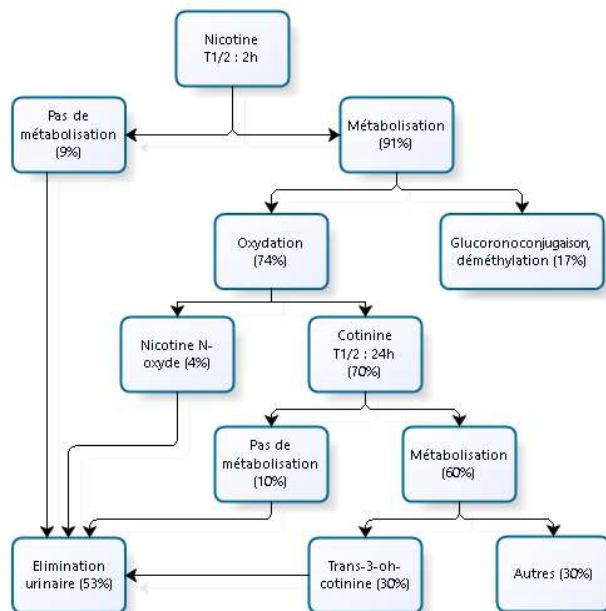 Nicotine
T1/2 : 2h
Pas de
métabolisation
(9%)
Métabolisation
(91%)
Oxydation
(74%)
Glucoronoconjugaison,
déméthylation (17%)
Nicotine N-
oxyde (4%)
Cotinine
T1/2 : 24h
(70%)
Pas de
métabolisation
(10%)
Métabolisation
(60%)
Elimination
urinaire (53%)
Trans-3-oh-
cotinine (30%)
Autres (30%)